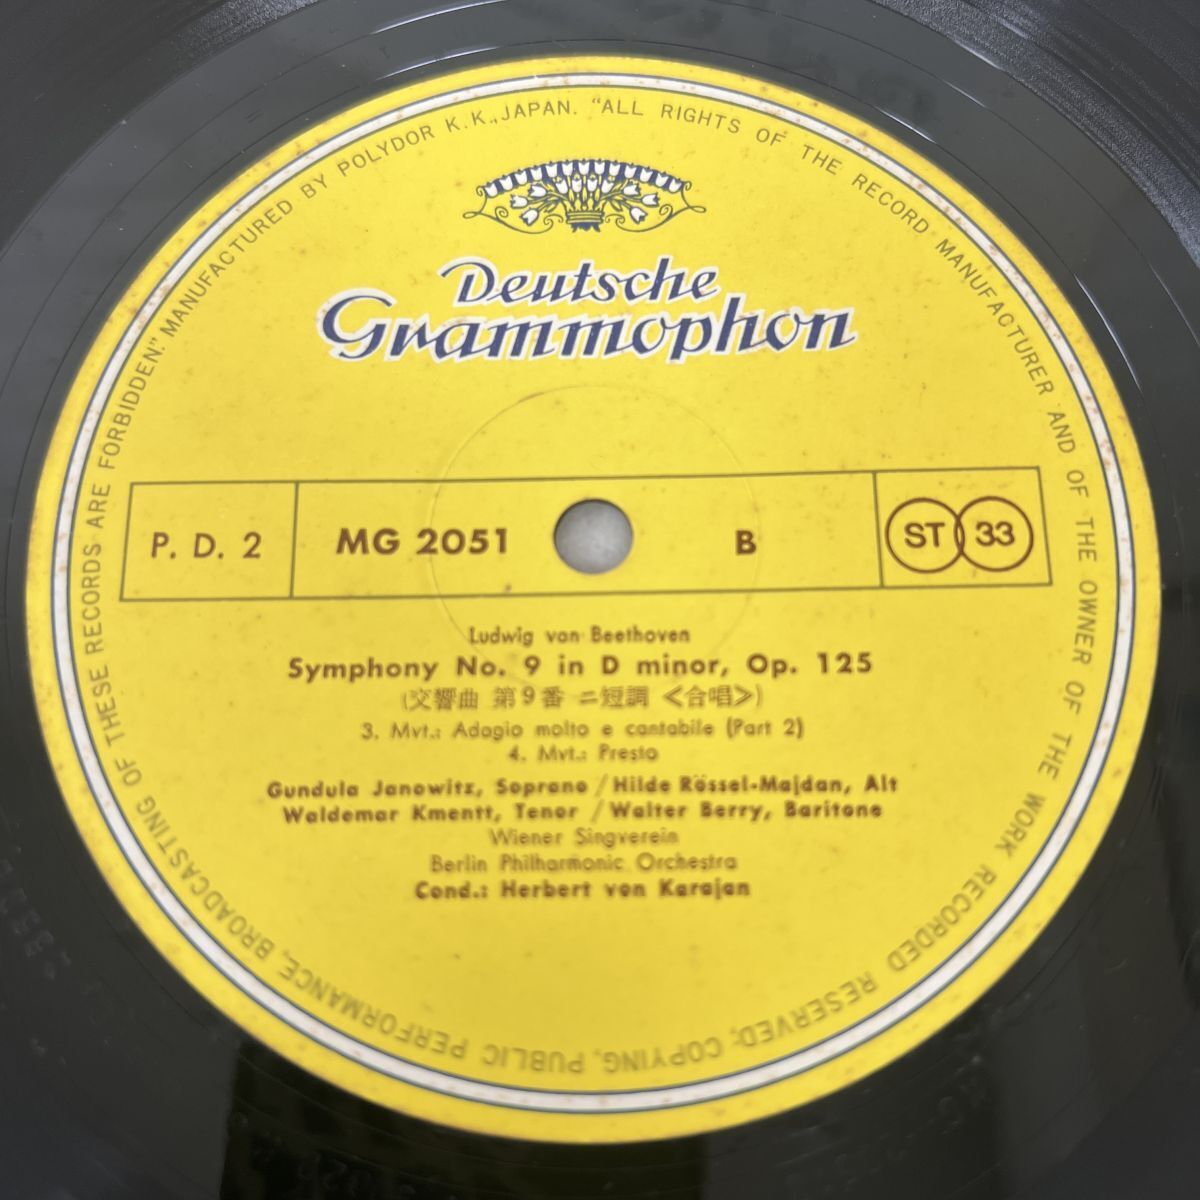 MANUFACTURED BY POLYDOR K.K., JAPAN. "ALL RIGHTS OF THE RECORD MANUFACTURER AND OF THE OWNER OF THE WORK RECORDED RESERVED; COPYING, PUBLIC PERFORMANCE, BROADCASTING OF THESE RECORDS ARE FORBIDDEN."
Deutsche
Grammophon
P. D. 2 MG 2051 B ST 33
Ludwig van Beethoven
Symphony No. 9 in D minor, Op. 125
(交響曲 第9番 ニ短調 <合唱>)
3. Mvt.: Adagio molto e cantabile (Part 2)
4. Mvt.: Presto
Gundula Janowitz, Soprano / Hilde Rössel-Majdan, Alt
Waldemar Kmentt, Tenor / Walter Berry, Baritone
Wiener Singverein
Berlin Philharmonic Orchestra
Cond.: Herbert von Karajan